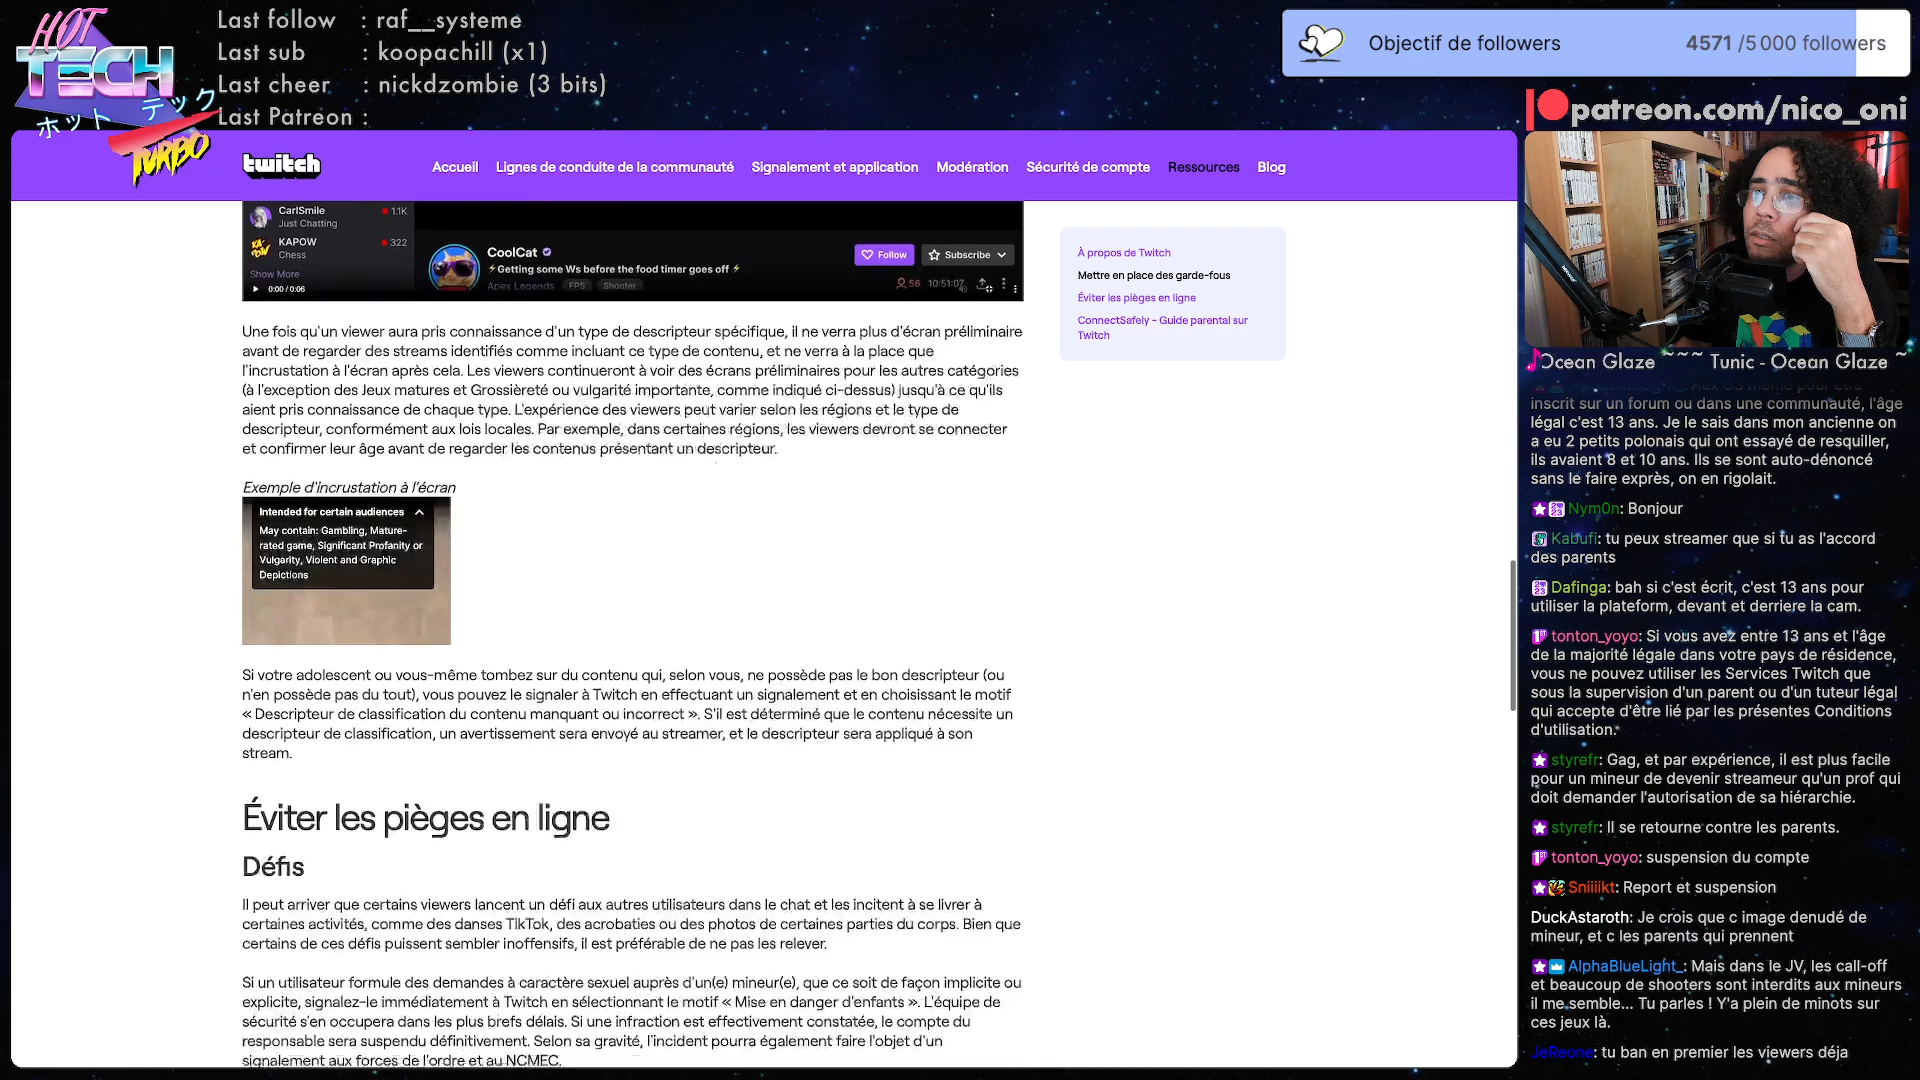 HOT
TECH
ホット テック
TURBO
Last follow : raf__systeme
Last sub : koopachill (x1)
Last cheer : nickdzombie (3 bits)
Last Patreon :
Objectif de followers
4571 /5 000 followers
patreon.com/nico_oni
twitch
Accueil
Lignes de conduite de la communauté
Signalement et application
Modération
Sécurité de compte
Ressources
Blog
CarlSmile
1.1K
Just Chatting
KAPOW
322
Chess
Show More
0:00 / 0:06
CoolCat
Follow
Subscribe
⚡Getting some Ws before the food timer goes off ⚡
Apex Legends FPS Shooter
56 10:51:07
À propos de Twitch
Mettre en place des garde-fous
Éviter les pièges en ligne
ConnectSafely - Guide parental sur
Twitch
Une fois qu'un viewer aura pris connaissance d'un type de descripteur spécifique, il ne verra plus d'écran préliminaire
avant de regarder des streams identifiés comme incluant ce type de contenu, et ne verra à la place que
l'incrustation à l'écran après cela. Les viewers continueront à voir des écrans préliminaires pour les autres catégories
(à l'exception des Jeux matures et Grossièreté ou vulgarité importante, comme indiqué ci-dessus) jusqu'à ce qu'ils
aient pris connaissance de chaque type. L'expérience des viewers peut varier selon les régions et le type de
descripteur, conformément aux lois locales. Par exemple, dans certaines régions, les viewers devront se connecter
et confirmer leur âge avant de regarder les contenus présentant un descripteur.
Exemple d'incrustation à l'écran
Intended for certain audiences
May contain: Gambling, Mature-
rated game, Significant Profanity or
Vulgarity, Violent and Graphic
Depictions
Si votre adolescent ou vous-même tombez sur du contenu qui, selon vous, ne possède pas le bon descripteur (ou
n'en possède pas du tout), vous pouvez le signaler à Twitch en effectuant un signalement et en choisissant le motif
« Descripteur de classification du contenu manquant ou incorrect ». S'il est déterminé que le contenu nécessite un
descripteur de classification, un avertissement sera envoyé au streamer, et le descripteur sera appliqué à son
stream.
Éviter les pièges en ligne
Défis
Il peut arriver que certains viewers lancent un défi aux autres utilisateurs dans le chat et les incitent à se livrer à
certaines activités, comme des danses TikTok, des acrobaties ou des photos de certaines parties du corps. Bien que
certains de ces défis puissent sembler inoffensifs, il est préférable de ne pas les relever.
Si un utilisateur formule des demandes à caractère sexuel auprès d'un(e) mineur(e), que ce soit de façon implicite ou
explicite, signalez-le immédiatement à Twitch en sélectionnant le motif « Mise en danger d'enfants ». L'équipe de
sécurité s'en occupera dans les plus brefs délais. Si une infraction est effectivement constatée, le compte du
responsable sera suspendu définitivement. Selon sa gravité, l'incident pourra également faire l'objet d'un
signalement aux forces de l'ordre et au NCMEC.
Ocean Glaze ~~~ Tunic - Ocean Glaze ~
AlphaBlueLight_: Aux US même pour être
inscrit sur un forum ou dans une communauté, l'âge
légal c'est 13 ans. Je le sais dans mon ancienne on
a eu 2 petits polonais qui ont essayé de resquiller,
ils avaient 8 et 10 ans. Ils se sont auto-dénoncé
sans le faire exprès, on en rigolait.
Nym0n: Bonjour
Kabufi: tu peux streamer que si tu as l'accord
des parents
Dafinga: bah si c'est écrit, c'est 13 ans pour
utiliser la plateform, devant et derriere la cam.
tonton_yoyo: Si vous avez entre 13 ans et l'âge
de la majorité légale dans votre pays de résidence,
vous ne pouvez utiliser les Services Twitch que
sous la supervision d'un parent ou d'un tuteur légal
qui accepte d'être lié par les présentes Conditions
d'utilisation.
styrefr: Gag, et par expérience, il est plus facile
pour un mineur de devenir streameur qu'un prof qui
doit demander l'autorisation de sa hiérarchie.
styrefr: Il se retourne contre les parents.
tonton_yoyo: suspension du compte
Sniiiikt: Report et suspension
DuckAstaroth: Je crois que c image denudé de
mineur, et c les parents qui prennent
AlphaBlueLight_: Mais dans le JV, les call-off
et beaucoup de shooters sont interdits aux mineurs
il me semble... Tu parles ! Y'a plein de minots sur
ces jeux là.
JeReone: tu ban en premier les viewers déja